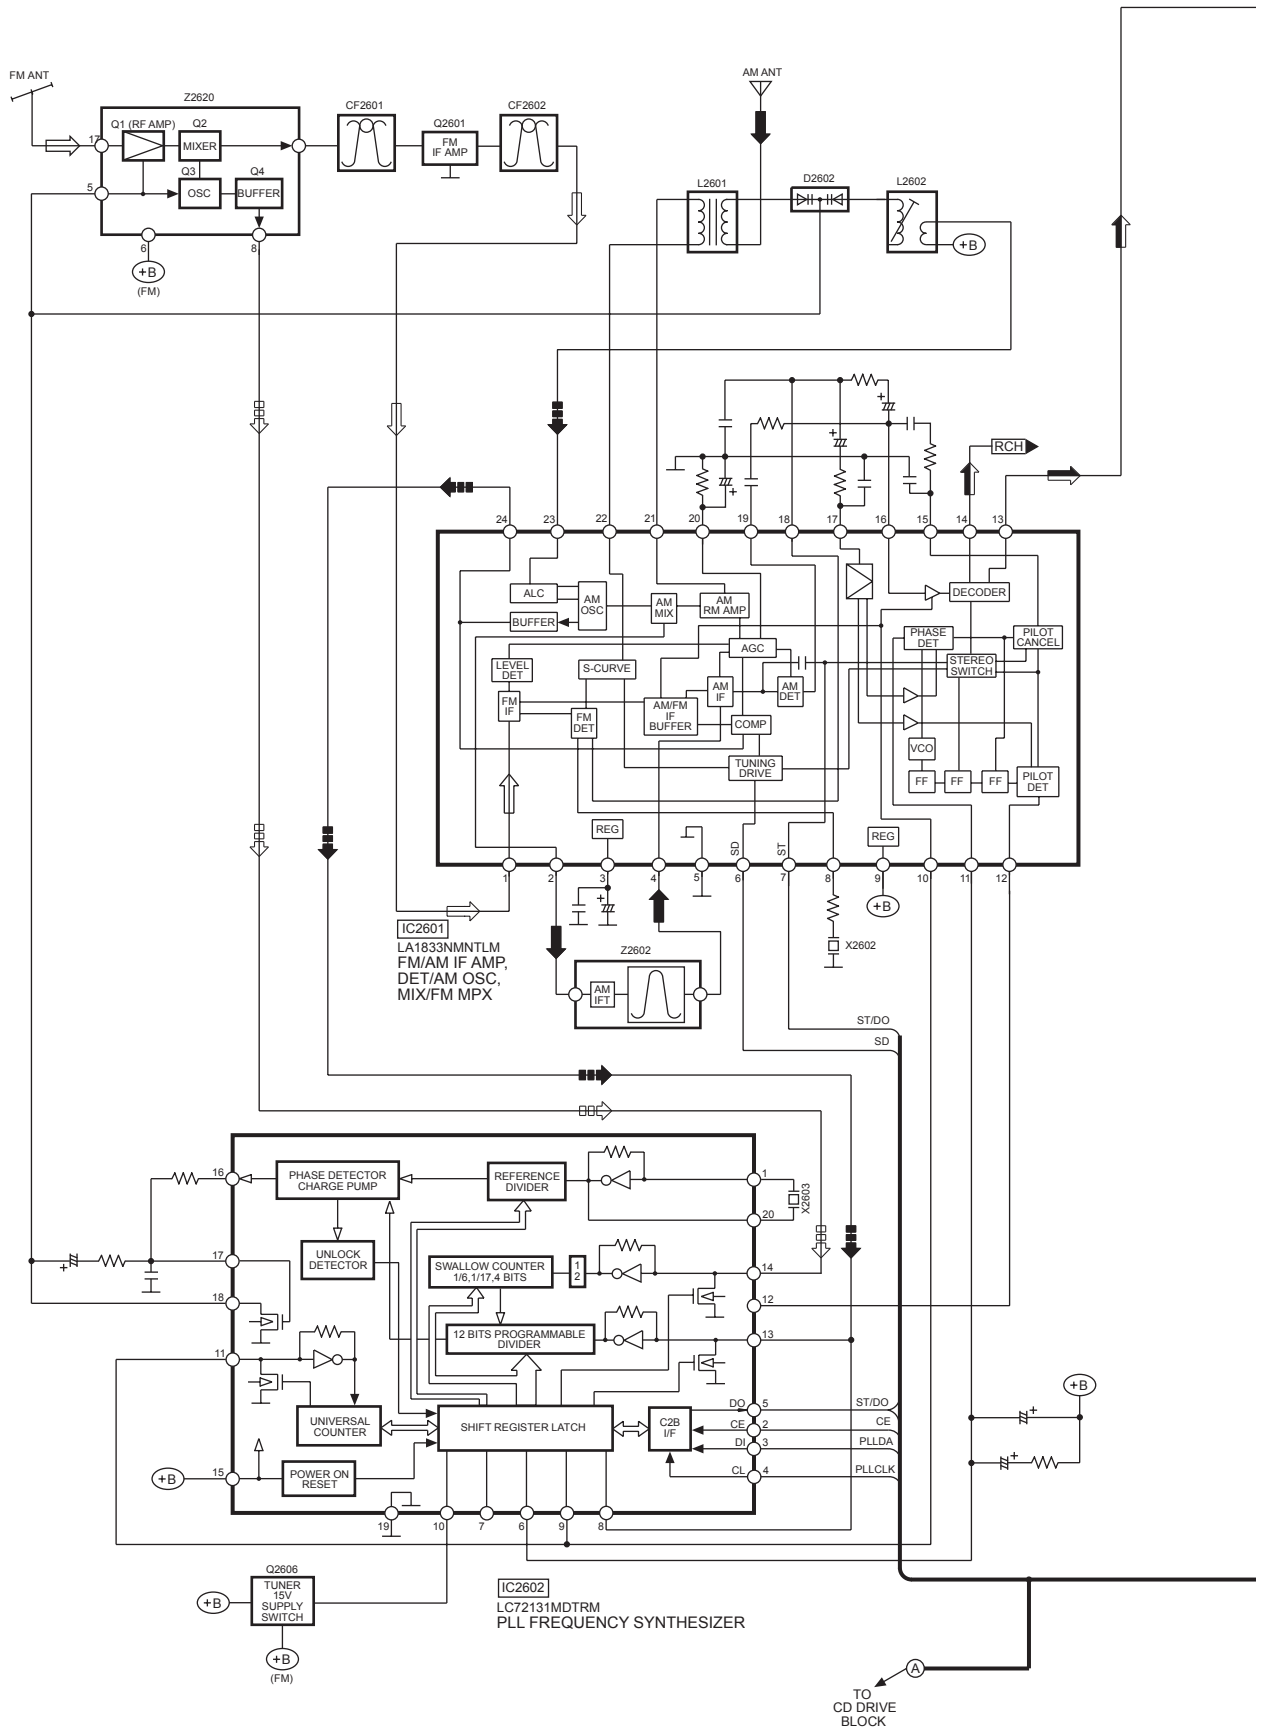 FM ANT
Z2620
CF2601
CF2602
AM ANT
Q1 (RF AMP)
Q2
Q2601
17
MIXER
FM
IF AMP
Q3
Q4
5
OSC
BUFFER
L2601
D2602
L2602
6
8
+B
(FM)
+B
+
+
+
RCH
24
23
22
21
20
19
18
17
16
15
14
13
ALC
AM
OSC
AM
MIX
AM
RM AMP
DECODER
BUFFER
PHASE
DET
PILOT
CANCEL
LEVEL
DET
S-CURVE
AGC
STEREO
SWITCH
FM
IF
FM
DET
AM/FM
IF
BUFFER
AM
IF
AM
DET
COMP
VCO
TUNING
DRIVE
FF
FF
FF
PILOT
DET
REG
SD
ST
REG
1
2
3
4
5
6
7
8
9
10
11
12
+
+B
IC2601
LA1833NMNTLM
FM/AM IF AMP,
DET/AM OSC,
MIX/FM MPX
X2602
Z2602
AM
IFT
ST/DO
SD
16
PHASE DETECTOR
CHARGE PUMP
REFERENCE
DIVIDER
1
X2603
20
17
UNLOCK
DETECTOR
SWALLOW COUNTER
1/6,1/17,4 BITS
1
2
14
+
18
12
12 BITS PROGRAMMABLE
DIVIDER
13
11
+B
UNIVERSAL
COUNTER
SHIFT REGISTER LATCH
C2B
I/F
DO
5
ST/DO
CE
2
CE
DI
3
PLLDA
CL
4
PLLCLK
+
+
+B
15
POWER ON
RESET
19
10
7
6
9
8
Q2606
+B
TUNER
15V
SUPPLY
SWITCH
+B
(FM)
IC2602
LC72131MDTRM
PLL FREQUENCY SYNTHESIZER
A
TO
CD DRIVE
BLOCK